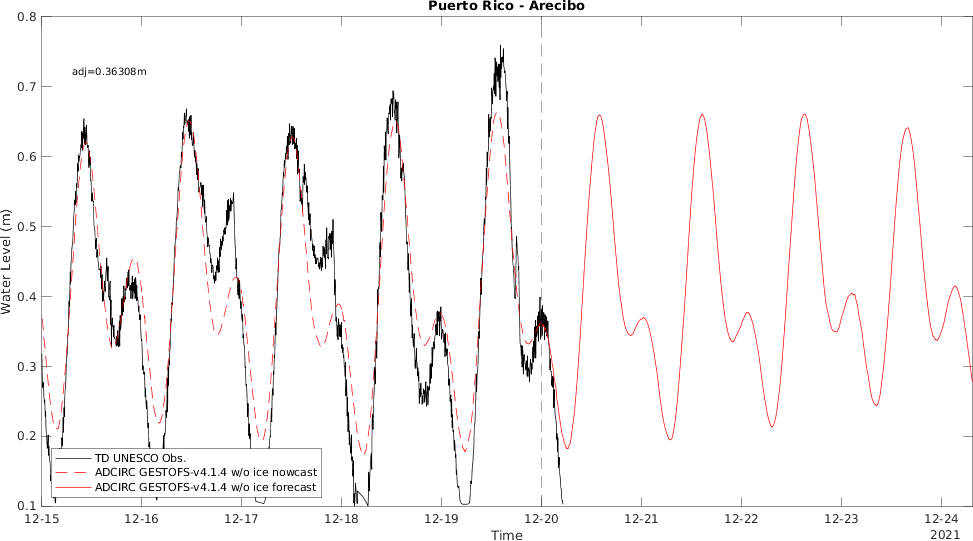 Puerto Rico - Arecibo
0.8
adj=0.36308m
0.7
0.6
0.5
0.4
0.3
0.2
0.1
Water Level (m)
TD UNESCO Obs.
ADCIRC GESTOFS-v4.1.4 w/o ice nowcast
ADCIRC GESTOFS-v4.1.4 w/o ice forecast
12-15 12-16 12-17 12-18 12-19 12-20 12-21 12-22 12-23 12-24
Time
2021